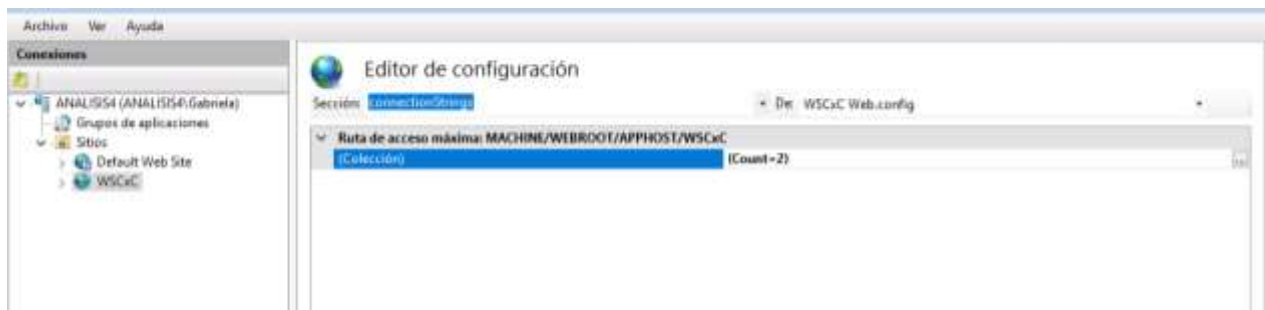 Archivo Ver Ayuda
Conexiones
ANALISIS4 (ANALISIS4\Gabriela)
Grupos de aplicaciones
Sitios
Default Web Site
WSCxC
Editor de configuración
Sección: connectionStrings De: WSCxC Web.config
Ruta de acceso máxima: MACHINE/WEBROOT/APPHOST/WSCxC
(Colección) (Count=2)